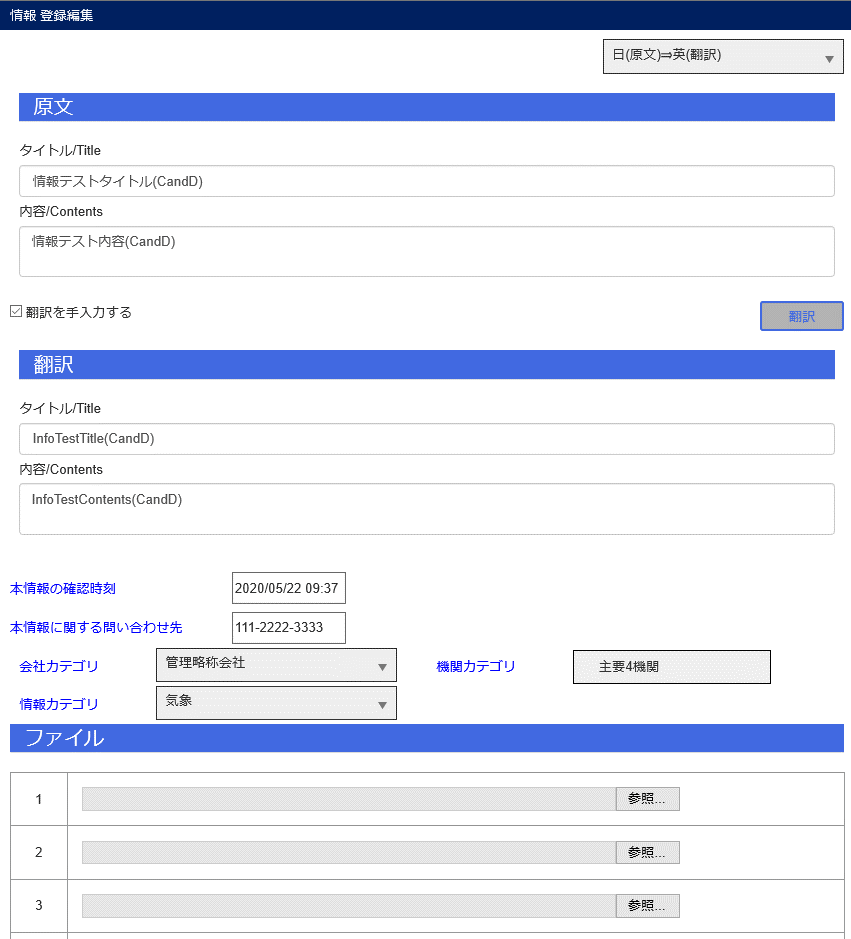 情報 登録編集
日(原文)⇒英(翻訳)
原文
タイトル/Title
情報テストタイトル(CandD)
内容/Contents
情報テスト内容(CandD)
翻訳を手入力する
翻訳
翻訳
タイトル/Title
InfoTestTitle(CandD)
内容/Contents
InfoTestContents(CandD)
本情報の確認時刻 2020/05/22 09:37
本情報に関する問い合わせ先 111-2222-3333
会社カテゴリ 管理略称会社 機関カテゴリ 主要4機関
情報カテゴリ 気象
ファイル
1 参照...
2 参照...
3 参照...